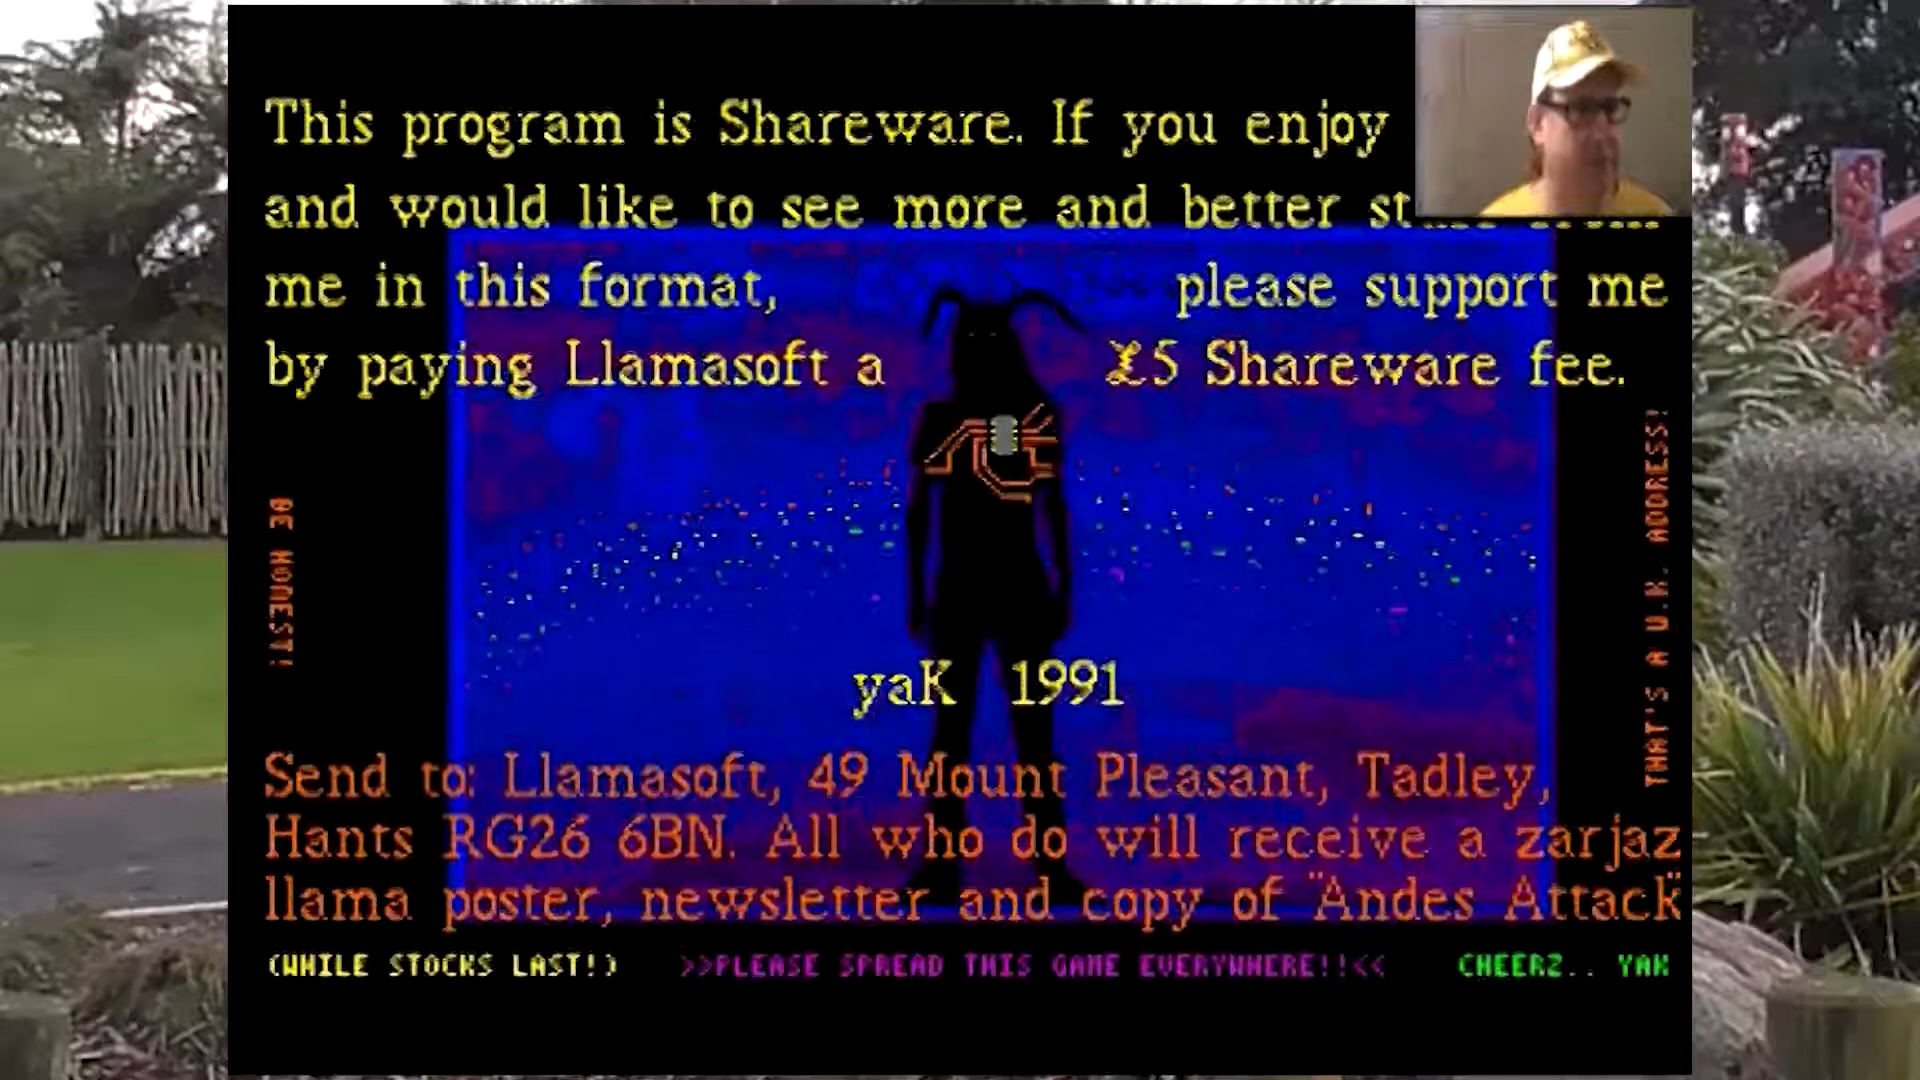 This program is Shareware. If you enjoy
and would like to see more and better
me in this format, please support me
by paying Llamasoft a £5 Shareware fee.
BE HONEST!
THAT'S A U.K. ADDRESS!
yaK 1991
Send to: Llamasoft, 49 Mount Pleasant, Tadley,
Hants RG26 6BN. All who do will receive a zarjaz
llama poster, newsletter and copy of "Andes Attack"
(WHILE STOCKS LAST!) >>PLEASE SPREAD THIS GAME EVERYWHERE!!<< CHEERZ.. YAK